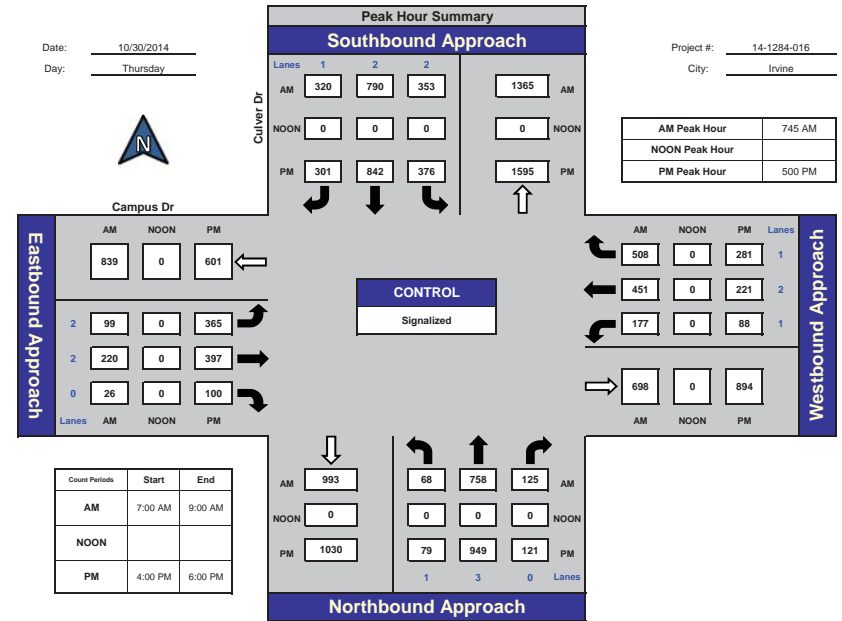 Peak Hour Summary
Southbound Approach
Date: 10/30/2014
Day: Thursday
Project #: 14-1284-016
City: Irvine
Lanes 1 2 2
AM 320 790 353 1365 AM
NOON 0 0 0 0 NOON
PM 301 842 376 1595 PM
Culver Dr
N
AM Peak Hour 745 AM
NOON Peak Hour
PM Peak Hour 500 PM
Campus Dr
Eastbound Approach
AM NOON PM
839 0 601
2 99 0 365
2 220 0 397
0 26 0 100
Lanes AM NOON PM
CONTROL
Signalized
AM NOON PM Lanes
508 0 281 1
451 0 221 2
177 0 88 1
698 0 894
AM NOON PM
Westbound Approach
Count Periods Start End
AM 7:00 AM 9:00 AM
NOON
PM 4:00 PM 6:00 PM
AM 993 68 758 125 AM
NOON 0 0 0 0 NOON
PM 1030 79 949 121 PM
1 3 0 Lanes
Northbound Approach